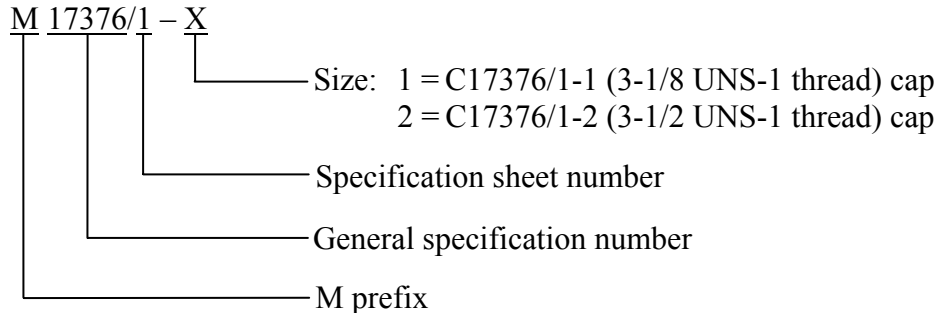 M 17376/1 – X
Size: 1 = C17376/1-1 (3-1/8 UNS-1 thread) cap
2 = C17376/1-2 (3-1/2 UNS-1 thread) cap
Specification sheet number
General specification number
M prefix